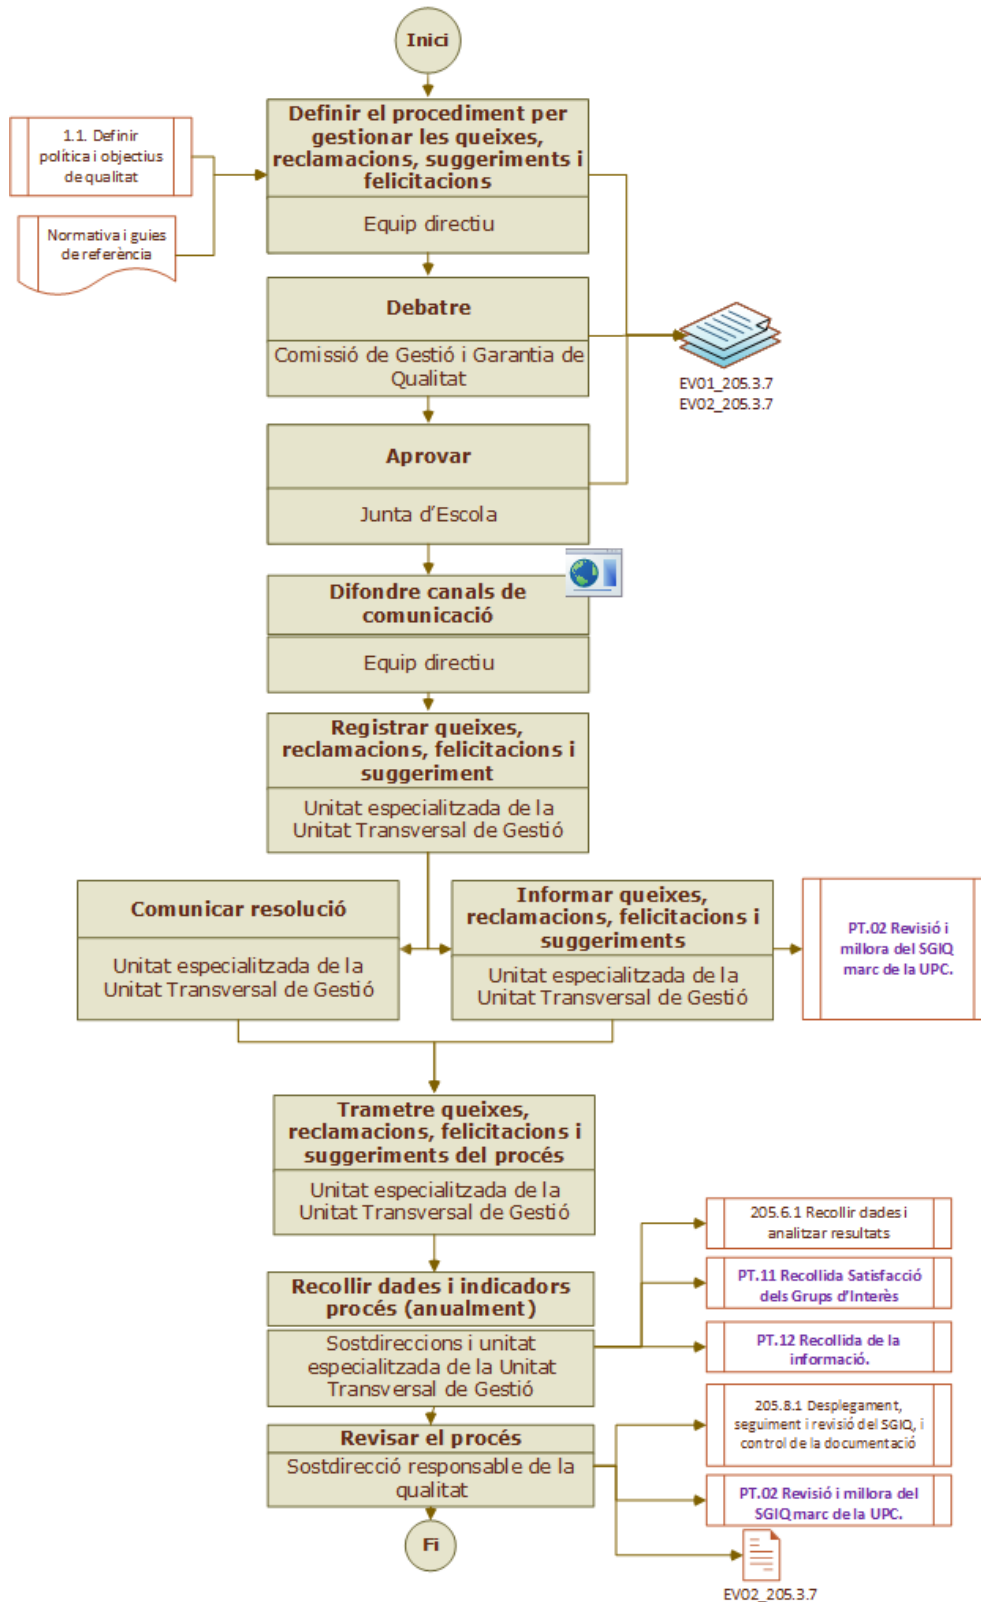 Inici
Definir el procediment per
gestionar les queixes,
reclamacions, suggeriments i
felicitacions
Equip directiu
1.1. Definir
política i objectius
de qualitat
Normativa i guies
de referència
Debatre
Comissió de Gestió i Garantia de
Qualitat
EV01_205.3.7
EV02_205.3.7
Aprovar
Junta d'Escola
Difondre canals de
comunicació
Equip directiu
Registrar queixes,
reclamacions, felicitacions i
suggeriment
Unitat especialitzada de la
Unitat Transversal de Gestió
Comunicar resolució
Unitat especialitzada de la
Unitat Transversal de Gestió
Informar queixes,
reclamacions, felicitacions i
suggeriments
Unitat especialitzada de la
Unitat Transversal de Gestió
PT.02 Revisió i
millora del SGIQ
marc de la UPC.
Trametre queixes,
reclamacions, felicitacions i
suggeriments del procés
Unitat especialitzada de la
Unitat Transversal de Gestió
Recollir dades i indicadors
procés (anualment)
Sostdireccions i unitat
especialitzada de la Unitat
Transversal de Gestió
205.6.1 Recollir dades i
analitzar resultats
PT.11 Recollida Satisfacció
dels Grups d'Interès
PT.12 Recollida de la
informació.
Revisar el procés
Sostdirecció responsable de la
qualitat
205.8.1 Desplegament,
seguiment i revisió del SGIQ, i
control de la documentació
PT.02 Revisió i millora del
SGIQ marc de la UPC.
EV02_205.3.7
Fi